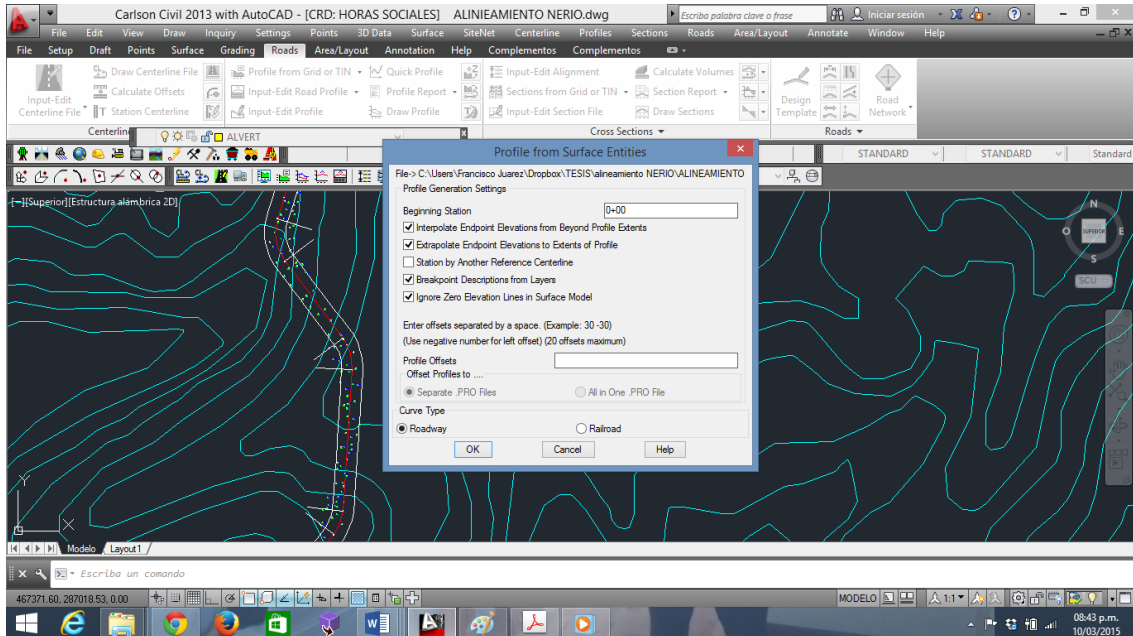 Carlson Civil 2013 with AutoCAD - [CRD: HORAS SOCIALES] ALINIEAMIENTO NERIO.dwg
Escriba palabra clave o frase
Iniciar sesión
File Edit View Draw Inquiry Settings Points 3D Data Surface SiteNet Centerline Profiles Sections Roads Area/Layout Annotate Window Help
File Setup Draft Points Surface Grading Roads Area/Layout Annotation Help Complementos Complementos
Draw Centerline File Profile from Grid or TIN Quick Profile Input-Edit Alignment Calculate Volumes
Calculate Offsets Input-Edit Road Profile Profile Report Sections from Grid or TIN Section Report
Input-Edit Centerline File
Station Centerline Input-Edit Profile Draw Profile Input-Edit Section File Draw Sections
Design Template
Road Network
Centerline
Cross Sections
Roads
ALVERT
STANDARD STANDARD Standard
[-][Superior][Estructura alámbrica 2D]
Profile from Surface Entities
File-> C:\Users\Francisco Juarez\Dropbox\TESIS\alineamiento NERIO\ALINEAMIENTO
Profile Generation Settings
Beginning Station 0+00
Interpolate Endpoint Elevations from Beyond Profile Extents
Extrapolate Endpoint Elevations to Extents of Profile
Station by Another Reference Centerline
Breakpoint Descriptions from Layers
Ignore Zero Elevation Lines in Surface Model
Enter offsets separated by a space. (Example: 30 -30)
(Use negative number for left offset) (20 offsets maximum)
Profile Offsets
Offset Profiles to ....
Separate .PRO Files All in One .PRO File
Curve Type
Roadway Railroad
OK Cancel Help
N
O SUPERIOR E
S
SCU
Y
X
Modelo Layout1
Escriba un comando
467371.60, 287018.53, 0.00
MODELO
1:1
08:43 p.m.
10/03/2015